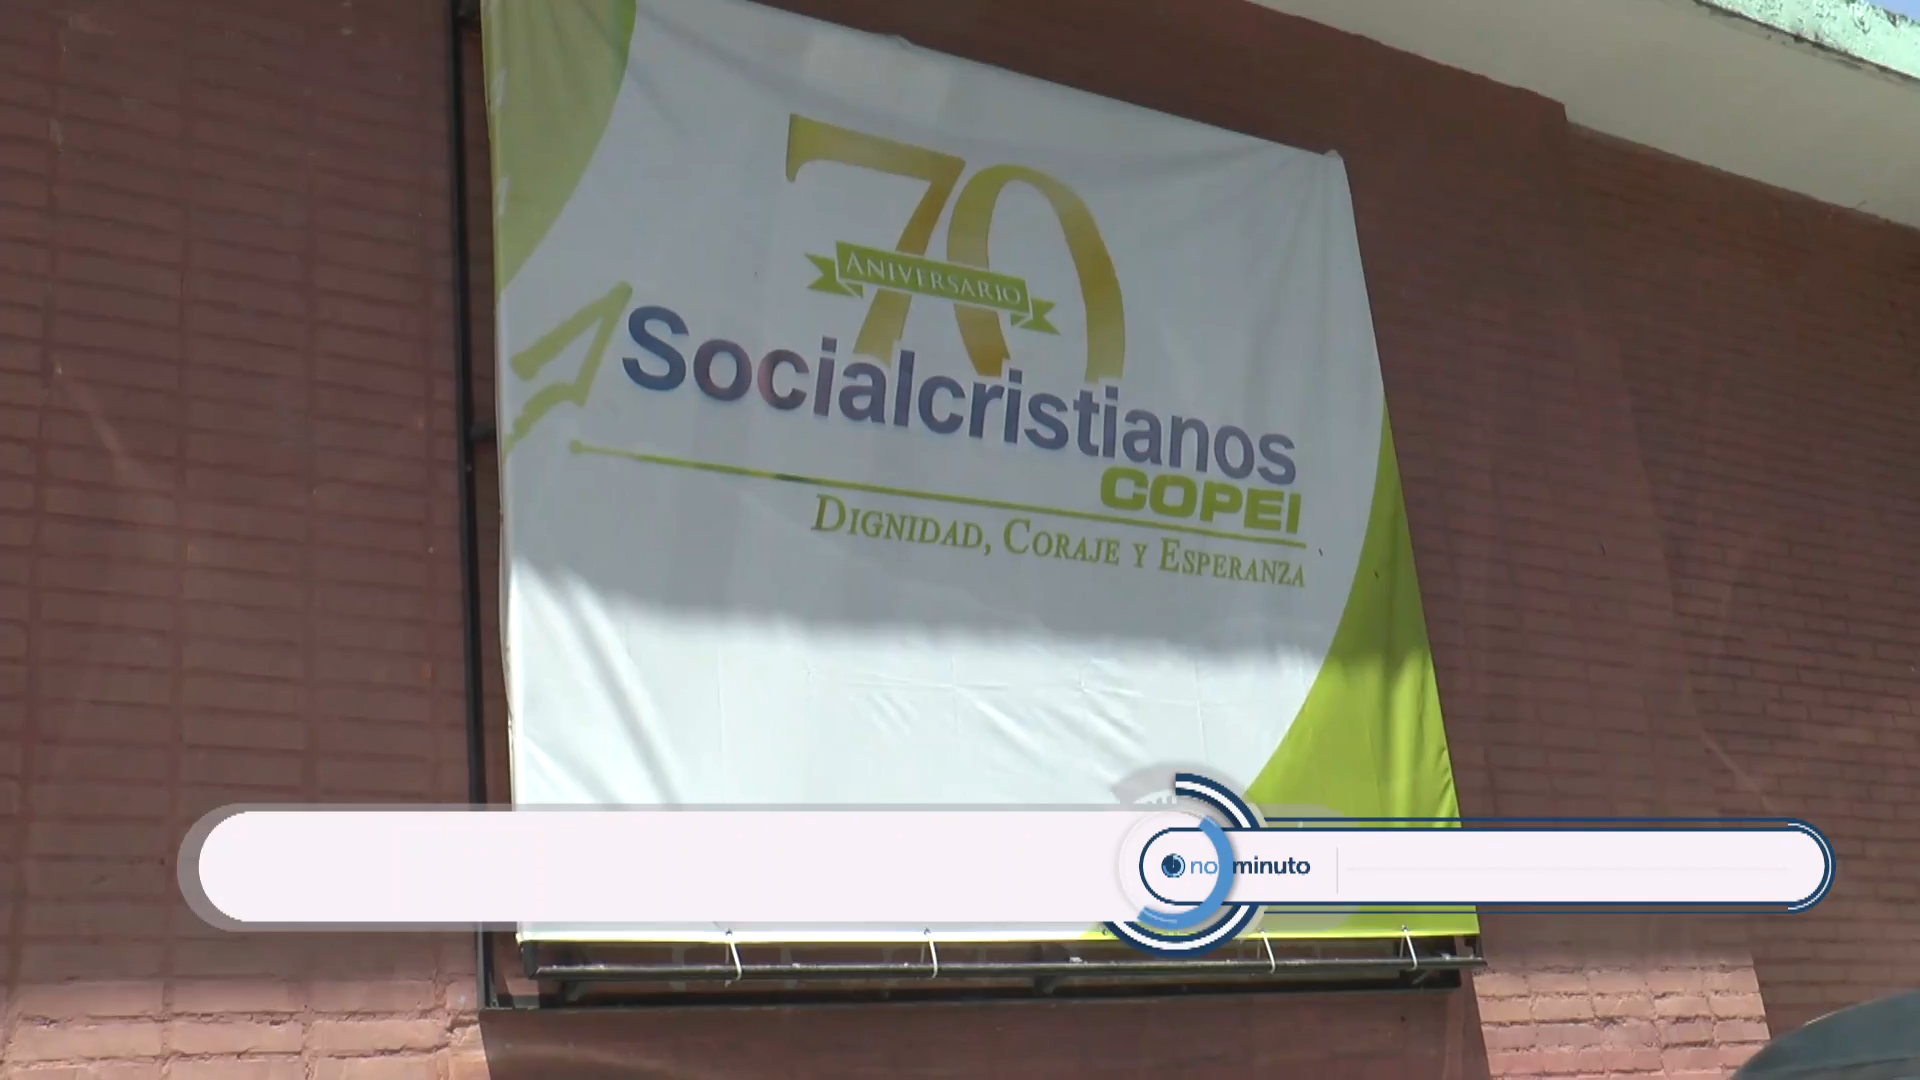 70
ANIVERSARIO
Socialcristianos
COPEI
DIGNIDAD, CORAJE Y ESPERANZA
minuto